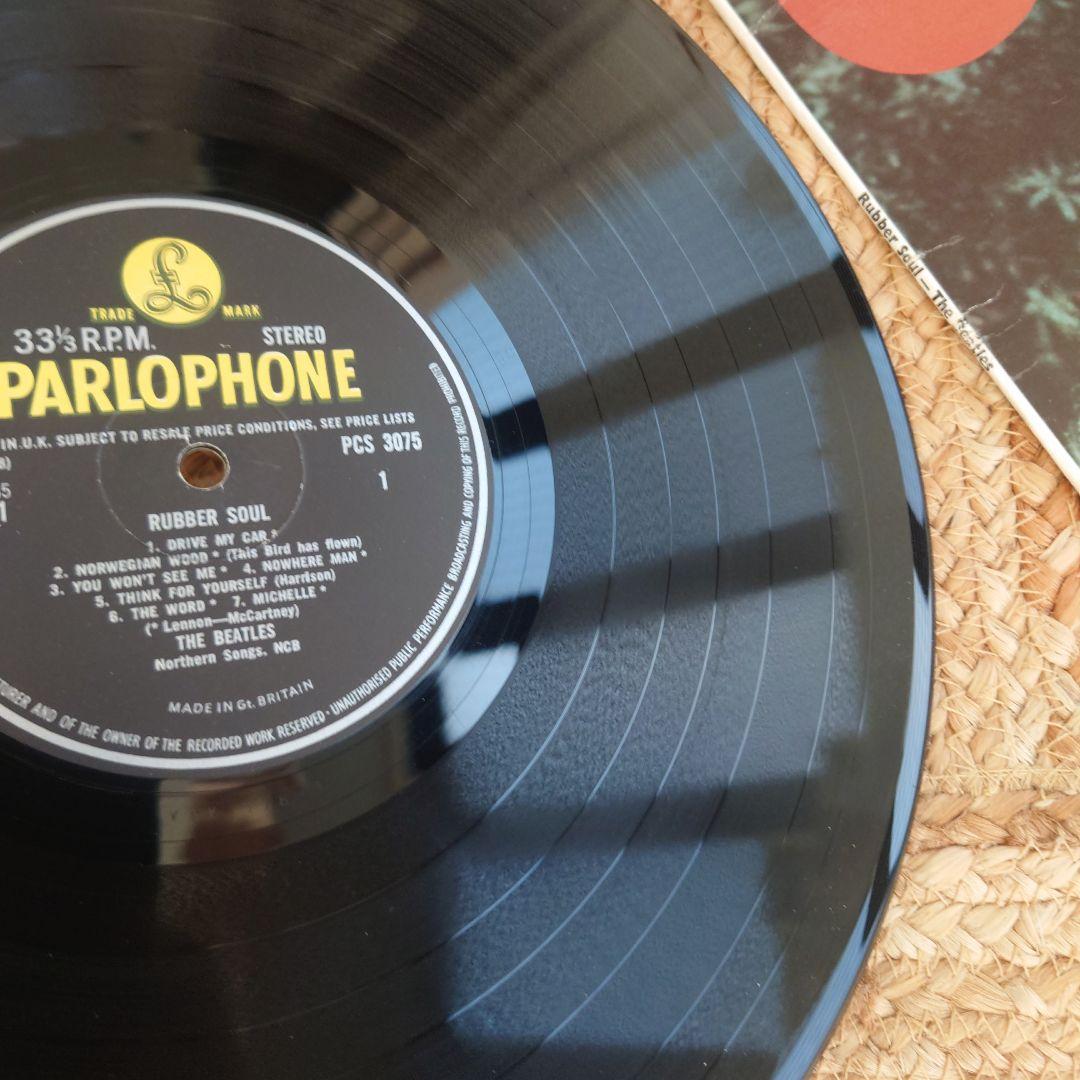 £
TRADE MARK
33⅓ R.P.M. STEREO
PARLOPHONE
IN U.K. SUBJECT TO RESALE PRICE CONDITIONS, SEE PRICE LISTS
PCS 3075
1
RUBBER SOUL
1. DRIVE MY CAR *
2. NORWEGIAN WOOD * (This Bird has flown)
3. YOU WON'T SEE ME * 4. NOWHERE MAN *
5. THINK FOR YOURSELF (Harrison)
6. THE WORD * 7. MICHELLE *
(* Lennon—McCartney)
THE BEATLES
Northern Songs, NCB
MADE IN Gt. BRITAIN
TURER AND OF THE OWNER OF THE RECORDED WORK RESERVED · UNAUTHORISED PUBLIC PERFORMANCE BROADCASTING AND COPYING OF THIS RECORD PROHIBITED
Rubber Soul – The Beatles